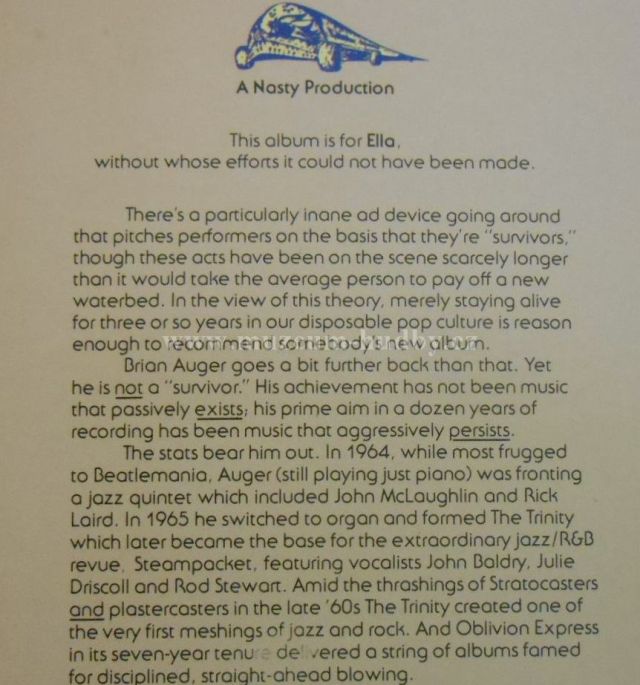 A Nasty Production
This album is for Ella,
without whose efforts it could not have been made.
There's a particularly inane ad device going around
that pitches performers on the basis that they're "survivors,"
though these acts have been on the scene scarcely longer
than it would take the average person to pay off a new
waterbed. In the view of this theory, merely staying alive
for three or so years in our disposable pop culture is reason
enough to recommend somebody's new album.
Brian Auger goes a bit further back than that. Yet
he is not a "survivor." His achievement has not been music
that passively exists; his prime aim in a dozen years of
recording has been music that aggressively persists.
The stats bear him out. In 1964, while most frugged
to Beatlemania, Auger (still playing just piano) was fronting
a jazz quintet which included John McLaughlin and Rick
Laird. In 1965 he switched to organ and formed The Trinity
which later became the base for the extraordinary jazz/R&B
revue, Steampacket, featuring vocalists John Baldry, Julie
Driscoll and Rod Stewart. Amid the thrashings of Stratocasters
and plastercasters in the late '60s The Trinity created one of
the very first meshings of jazz and rock. And Oblivion Express
in its seven-year tenure delivered a string of albums famed
for disciplined, straight-ahead blowing.